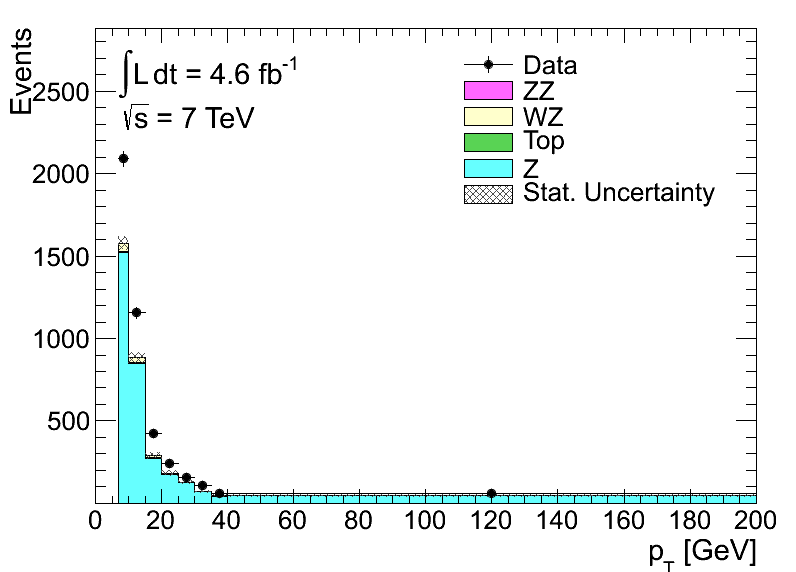 Events
∫L dt = 4.6 fb⁻¹
√s = 7 TeV
Data
ZZ
WZ
Top
Z
Stat. Uncertainty
2500
2000
1500
1000
500
0 20 40 60 80 100 120 140 160 180 200
p_T [GeV]